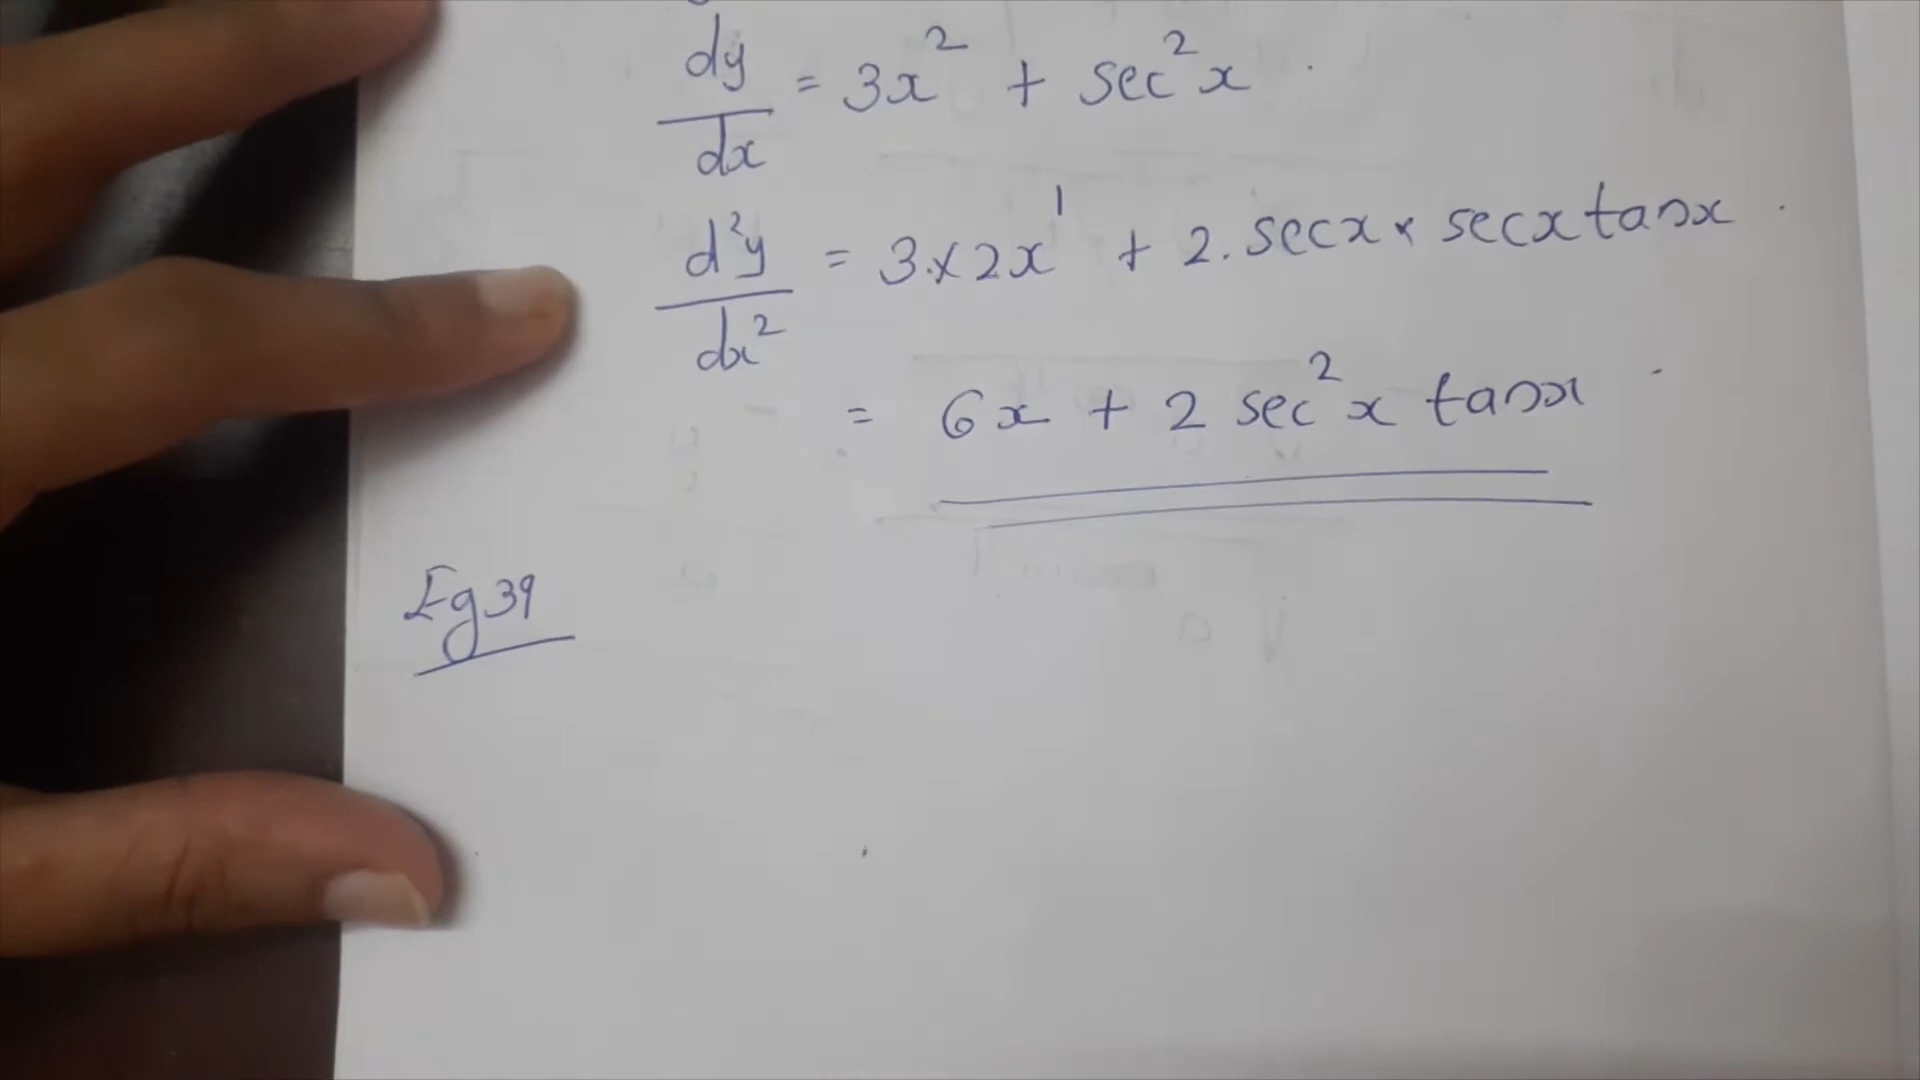 dy/dx = 3x² + sec²x .
d²y/dx² = 3.×2x¹ + 2.secx × secx tanx .
= 6x + 2 sec²x tanx .
Eg 39